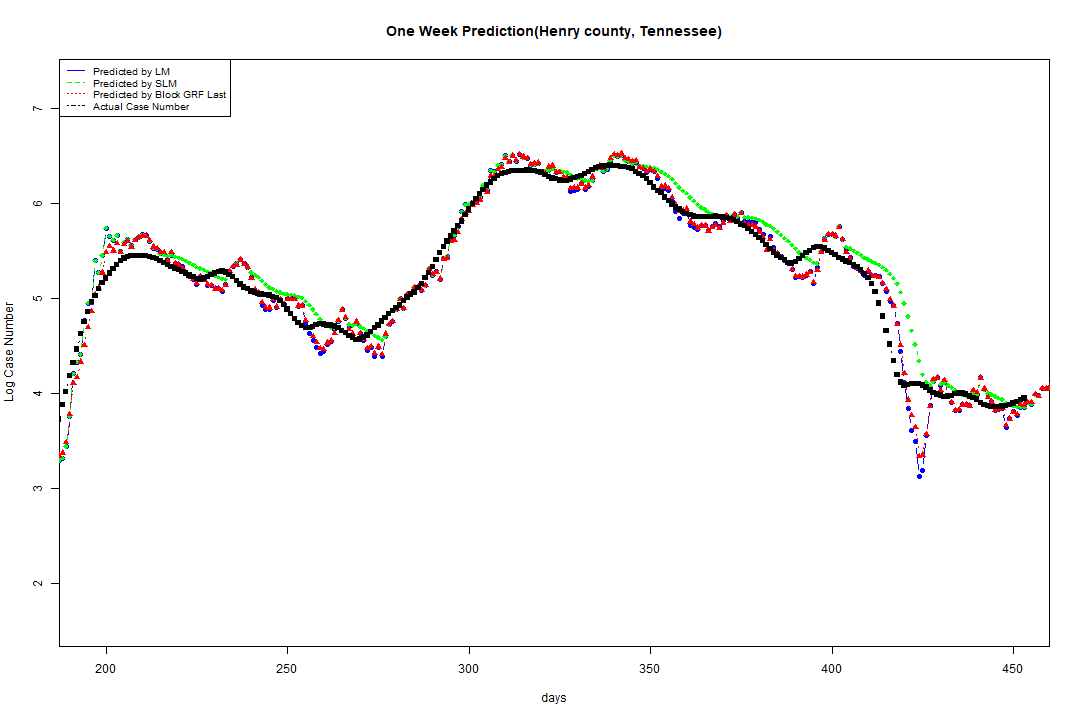 One Week Prediction(Henry county, Tennessee)
Predicted by LM
Predicted by SLM
Predicted by Block GRF Last
Actual Case Number
7
6
5
4
3
2
Log Case Number
200
250
300
350
400
450
days